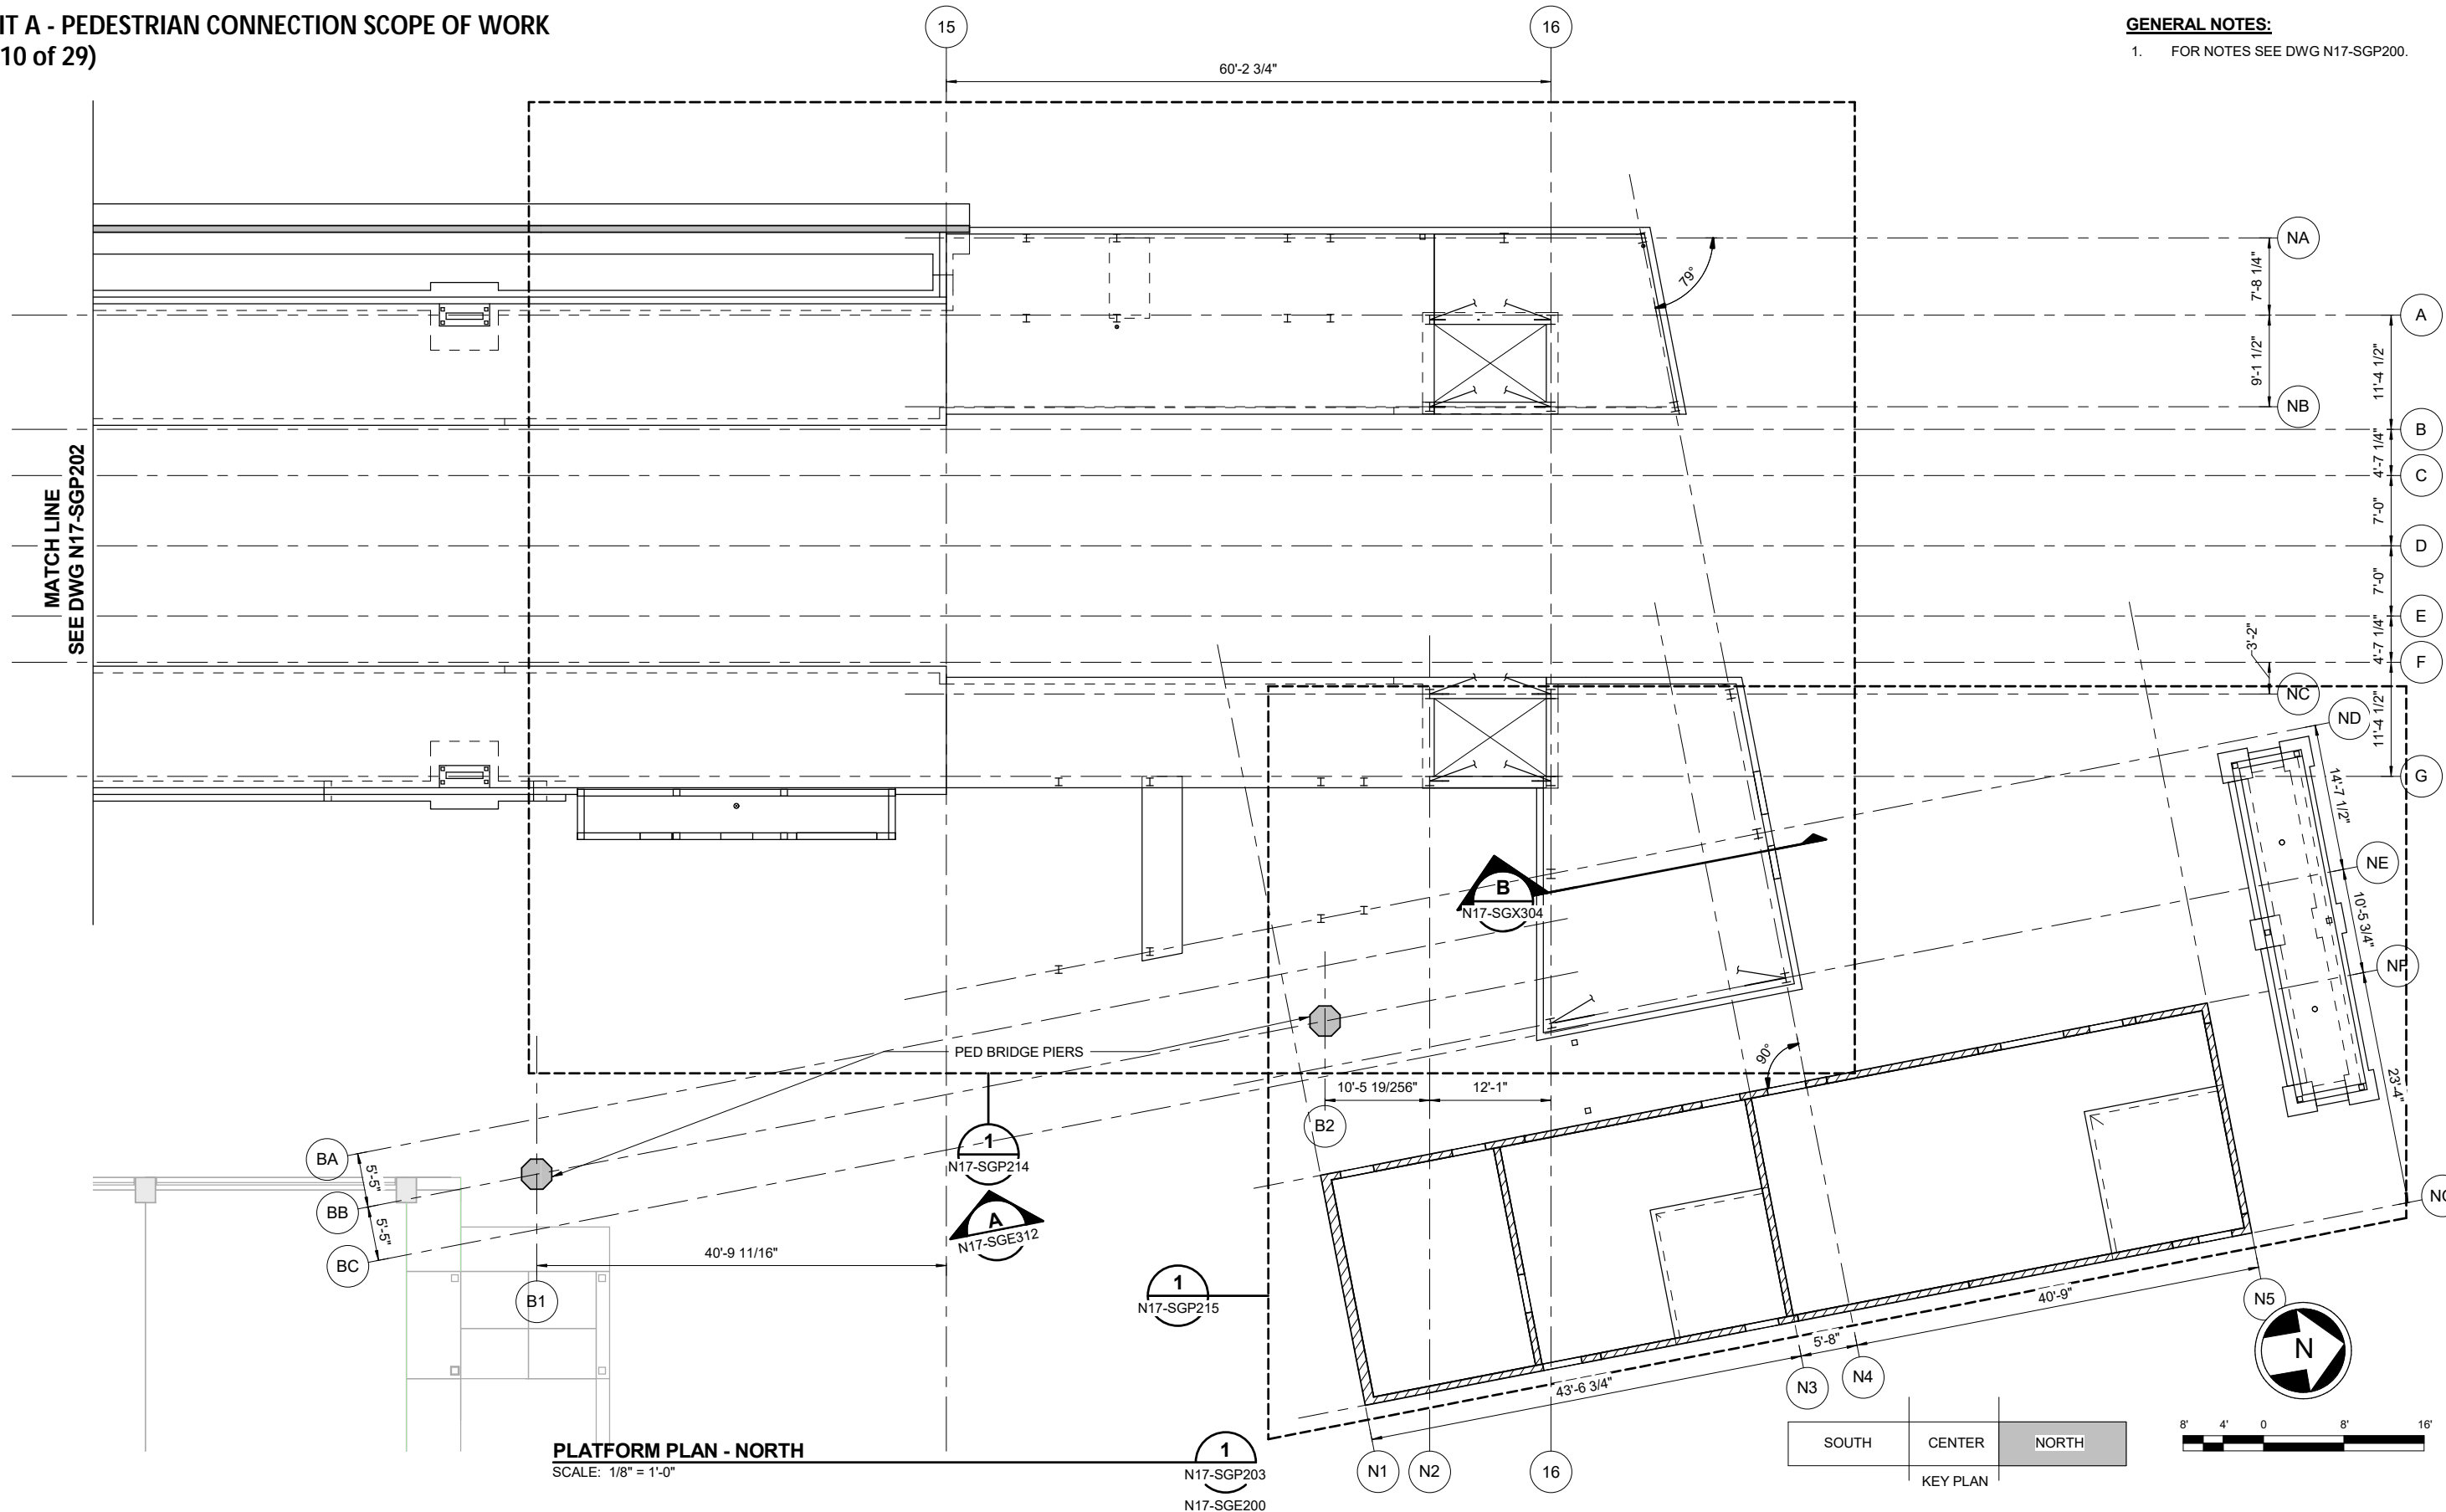 IT A - PEDESTRIAN CONNECTION SCOPE OF WORK
10 of 29)
15
16
GENERAL NOTES:
1. FOR NOTES SEE DWG N17-SGP200.
60'-2 3/4"
NA
79°
7'-8 1/4"
A
9'-1 1/2"
11'-4 1/2"
NB
B
4'-7 1/4"
C
MATCH LINE
SEE DWG N17-SGP202
7'-0"
D
7'-0"
E
3'-2"
4'-7 1/4"
F
NC
11'-4 1/2"
ND
G
14'-7 1/2"
NE
B
N17-SGX304
10'-5 3/4"
NF
PED BRIDGE PIERS
90°
10'-5 19/256"
12'-1"
23'-4"
B2
BA
5'-5"
1
N17-SGP214
BB
5'-5"
A
N17-SGE312
BC
40'-9 11/16"
B1
1
N17-SGP215
40'-9"
N5
5'-8"
N
43'-6 3/4"
N3
N4
8' 4' 0 8' 16'
SOUTH CENTER NORTH
KEY PLAN
PLATFORM PLAN - NORTH
SCALE: 1/8" = 1'-0"
1
N17-SGP203
N17-SGE200
N1
N2
16